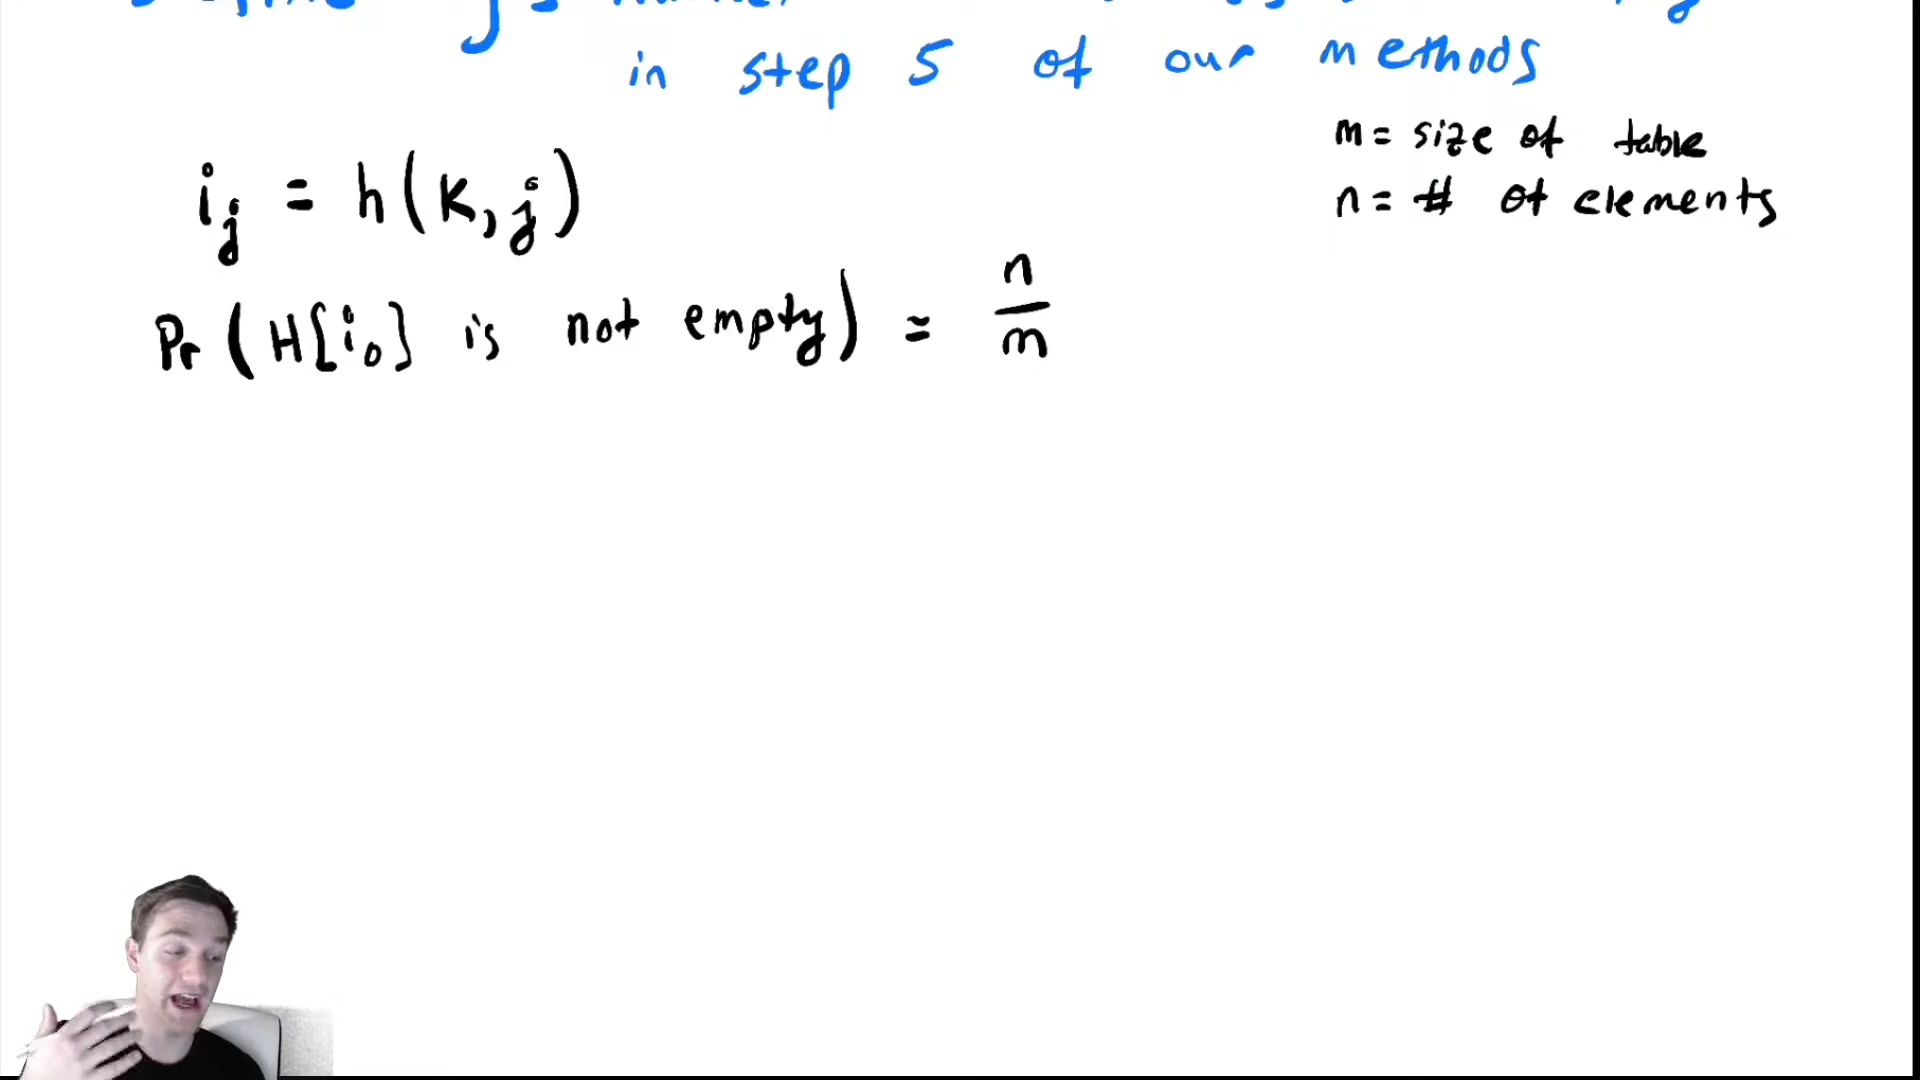 in step 5 of our methods
m = size of table
n = # of elements
i_j = h(K, j)
Pr(H[i_0] is not empty) = n/m